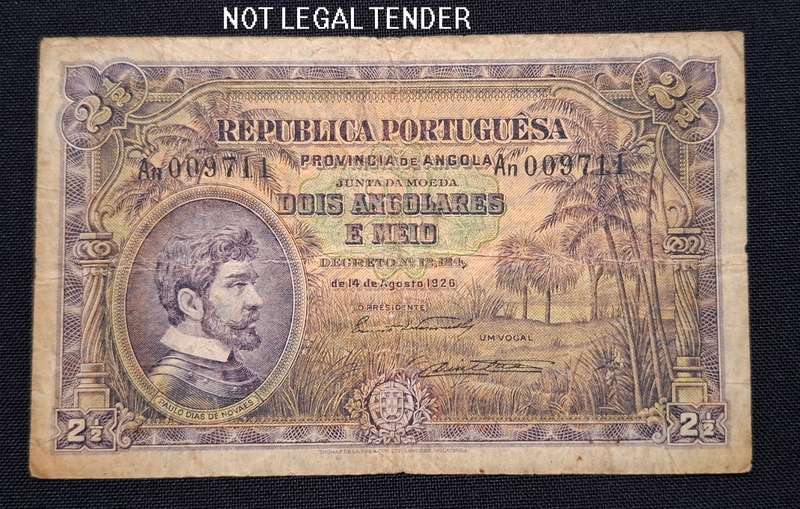 NOT LEGAL TENDER
2½ 2½
REPUBLICA PORTUGUÊSA
PROVINCIA DE ANGOLA
An 009711 An 009711
JUNTA DA MOEDA
DOIS ANGOLARES
E MEIO
DECRETO Nº 12,124,
de 14 de Agosto 1926
O PRESIDENTE
UM VOGAL
PAULO DIAS DE NOVAES
2½ 2½